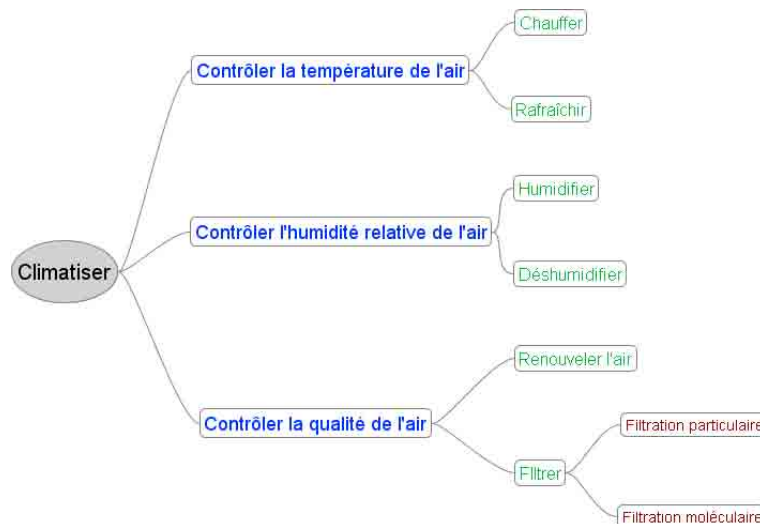 Chauffer
Contrôler la température de l'air
Rafraîchir
Humidifier
Contrôler l'humidité relative de l'air
Climatiser
Déshumidifier
Renouveler l'air
Contrôler la qualité de l'air
Filtration particulaire
FIltrer
Filtration moléculaire